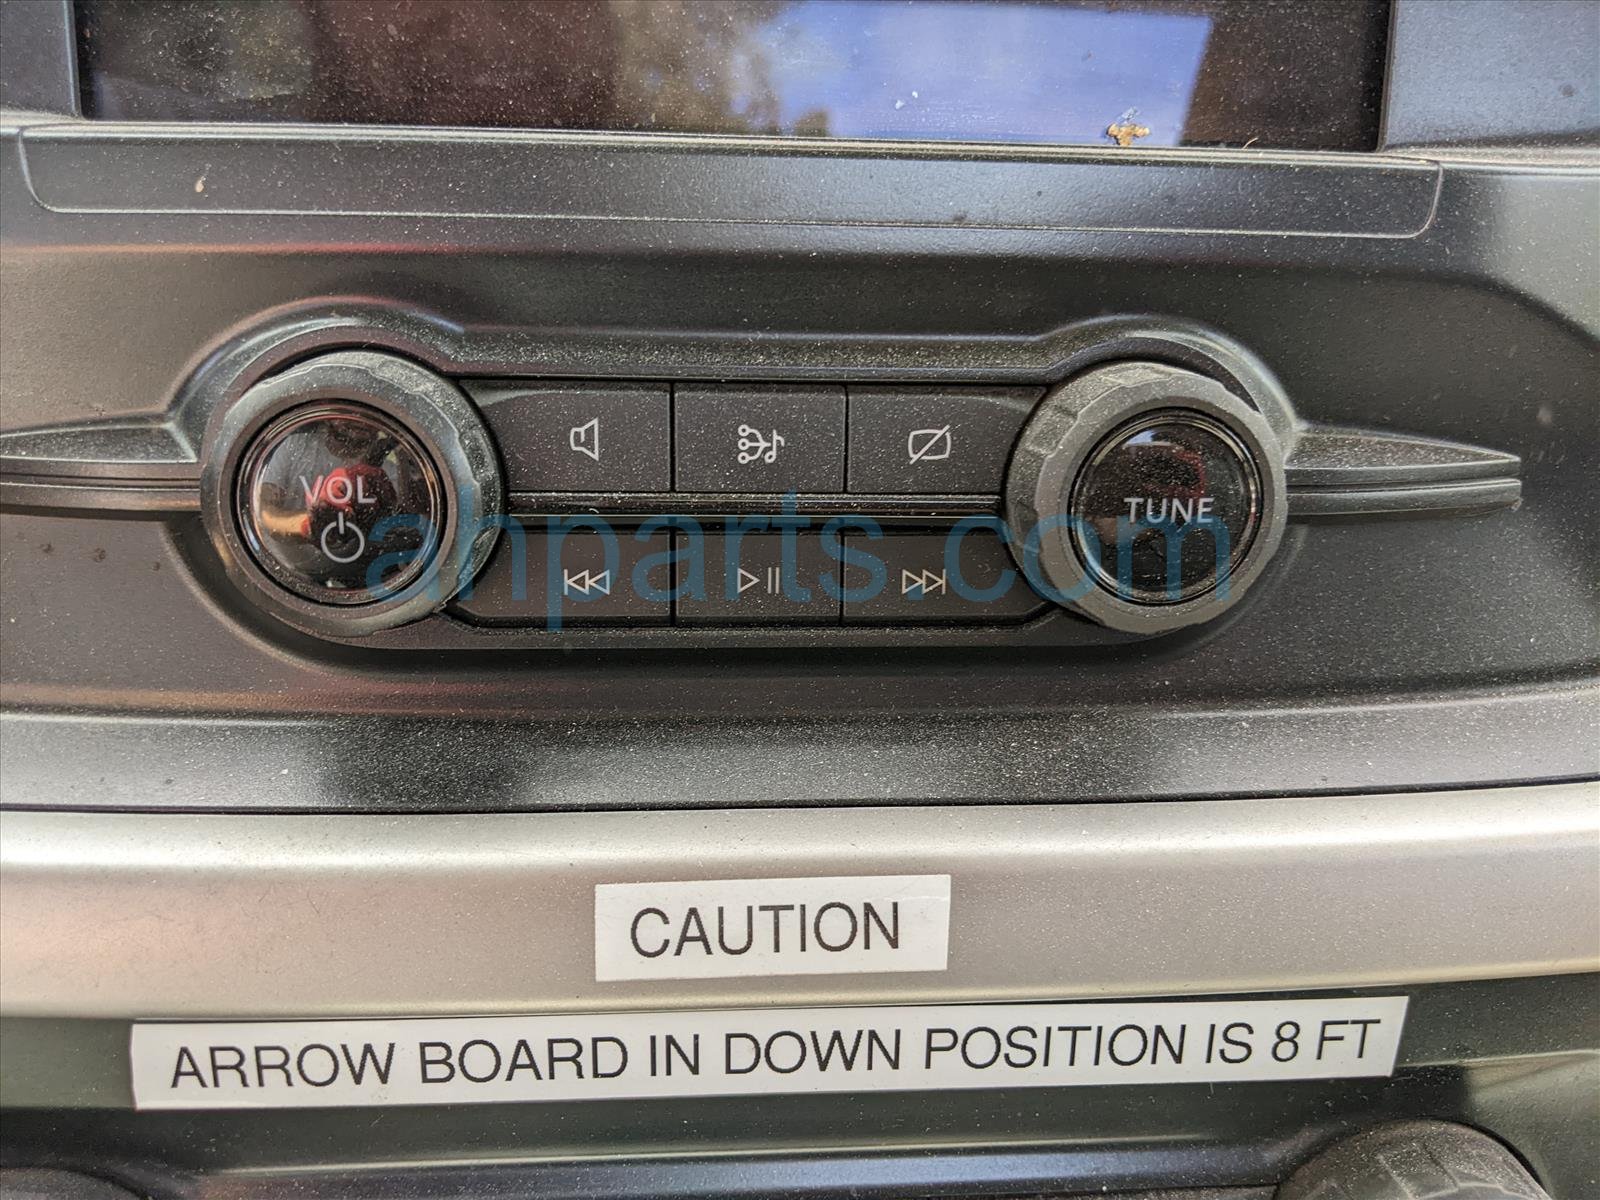 VOL
TUNE
ahparts.com
CAUTION
ARROW BOARD IN DOWN POSITION IS 8 FT